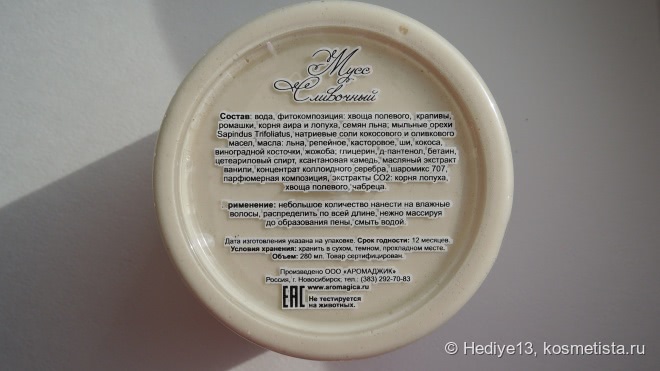 Мусс
Сливочный
Состав: вода, фитокомпозиция: хвоща полевого, крапивы,
ромашки, корня аира и лопуха, семян льна; мыльные орехи
Sapindus Trifoliatus, натриевые соли кокосового и оливкового
масел, масла: льна, репейное, касторовое, ши, кокоса,
виноградной косточки, жожоба; глицерин, д-пантенол, бетаин,
цетеариловый спирт, ксантановая камедь, масляный экстракт
ванили, концентрат коллоидного серебра, шаромикс 707,
парфюмерная композиция, экстракты СО2: корня лопуха,
хвоща полевого, чабреца.
рименение: небольшое количество нанести на влажные
волосы, распределить по всей длине, нежно массируя
до образования пены, смыть водой.
Дата изготовления указана на упаковке. Срок годности: 12 месяцев.
Условия хранения: хранить в сухом, темном, прохладном месте.
Объем: 280 мл. Товар сертифицирован.
Произведено ООО «АРОМАДЖИК»
Россия, г. Новосибирск, тел.: (383) 292-70-83
www.aromagica.ru
EAC Не тестируется
на животных.
© Hediye13, kosmetista.ru